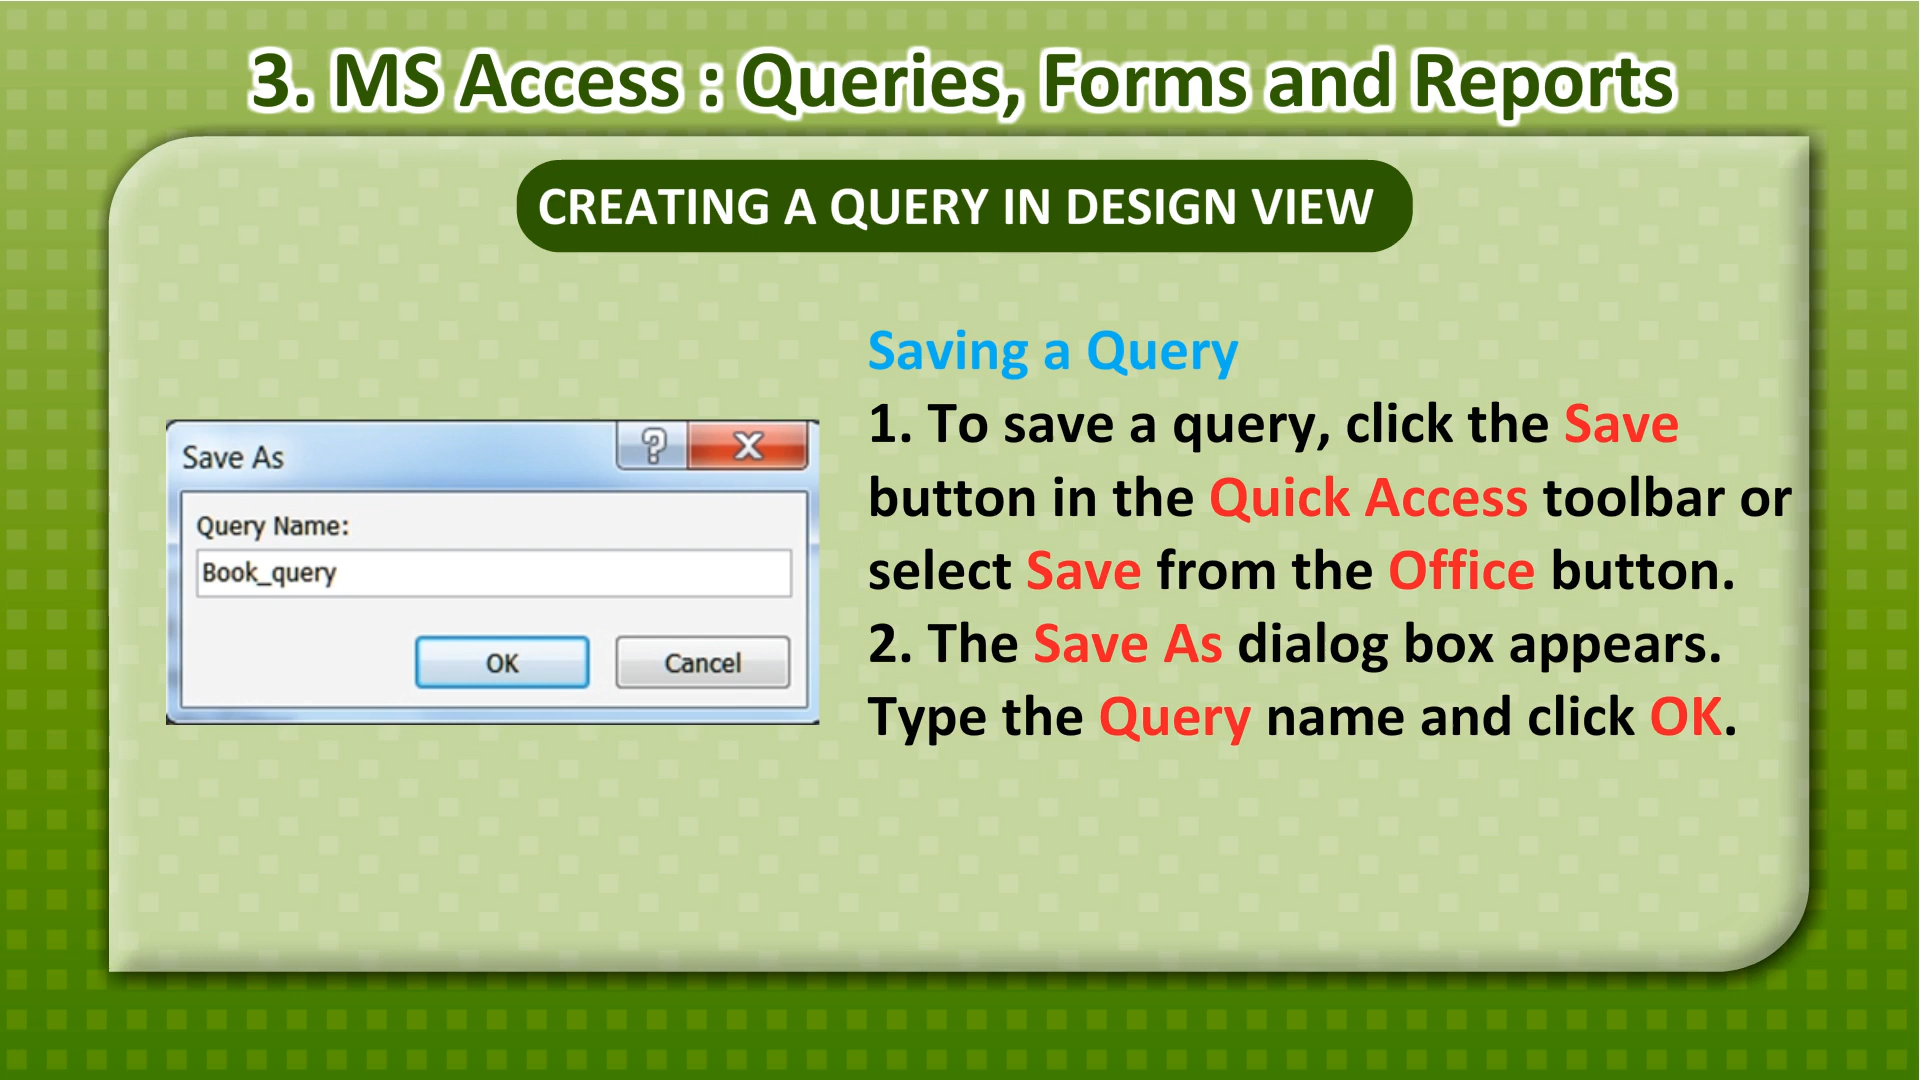 3. MS Access : Queries, Forms and Reports
CREATING A QUERY IN DESIGN VIEW
Save As
Query Name:
Book_query
OK
Cancel
Saving a Query
1. To save a query, click the Save
button in the Quick Access toolbar or
select Save from the Office button.
2. The Save As dialog box appears.
Type the Query name and click OK.